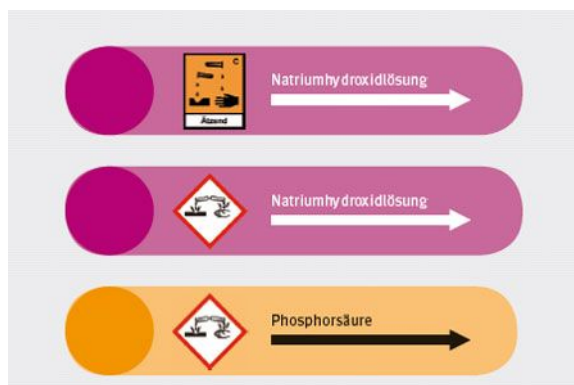 C
Ätzend
Natriumhydroxidlösung
Natriumhydroxidlösung
Phosphorsäure